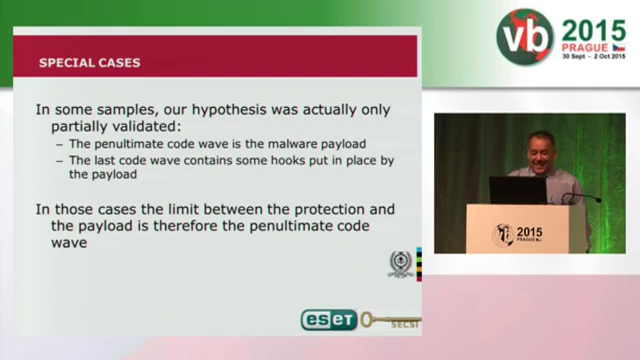 SPECIAL CASES
In some samples, our hypothesis was actually only
partially validated:
– The penultimate code wave is the malware payload
– The last code wave contains some hooks put in place by
the payload
In those cases the limit between the protection and
the payload is therefore the penultimate code
wave
eseT
SECSI
vb
2015
PRAGUE
30 Sept - 2 Oct 2015
2015
PRAGUE